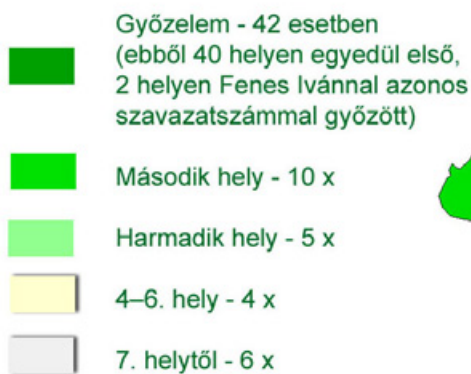 Győzelem - 42 esetben
(ebből 40 helyen egyedül első,
2 helyen Fenes Ivánnal azonos
szavazatszámmal győzött)
Második hely - 10 x
Harmadik hely - 5 x
4–6. hely - 4 x
7. helytől - 6 x